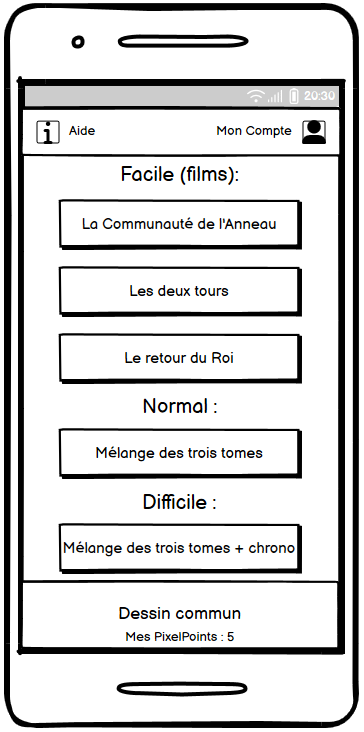 20:30
Aide
Mon Compte
Facile (films):
La Communauté de l'Anneau
Les deux tours
Le retour du Roi
Normal :
Mélange des trois tomes
Difficile :
Mélange des trois tomes + chrono
Dessin commun
Mes PixelPoints : 5